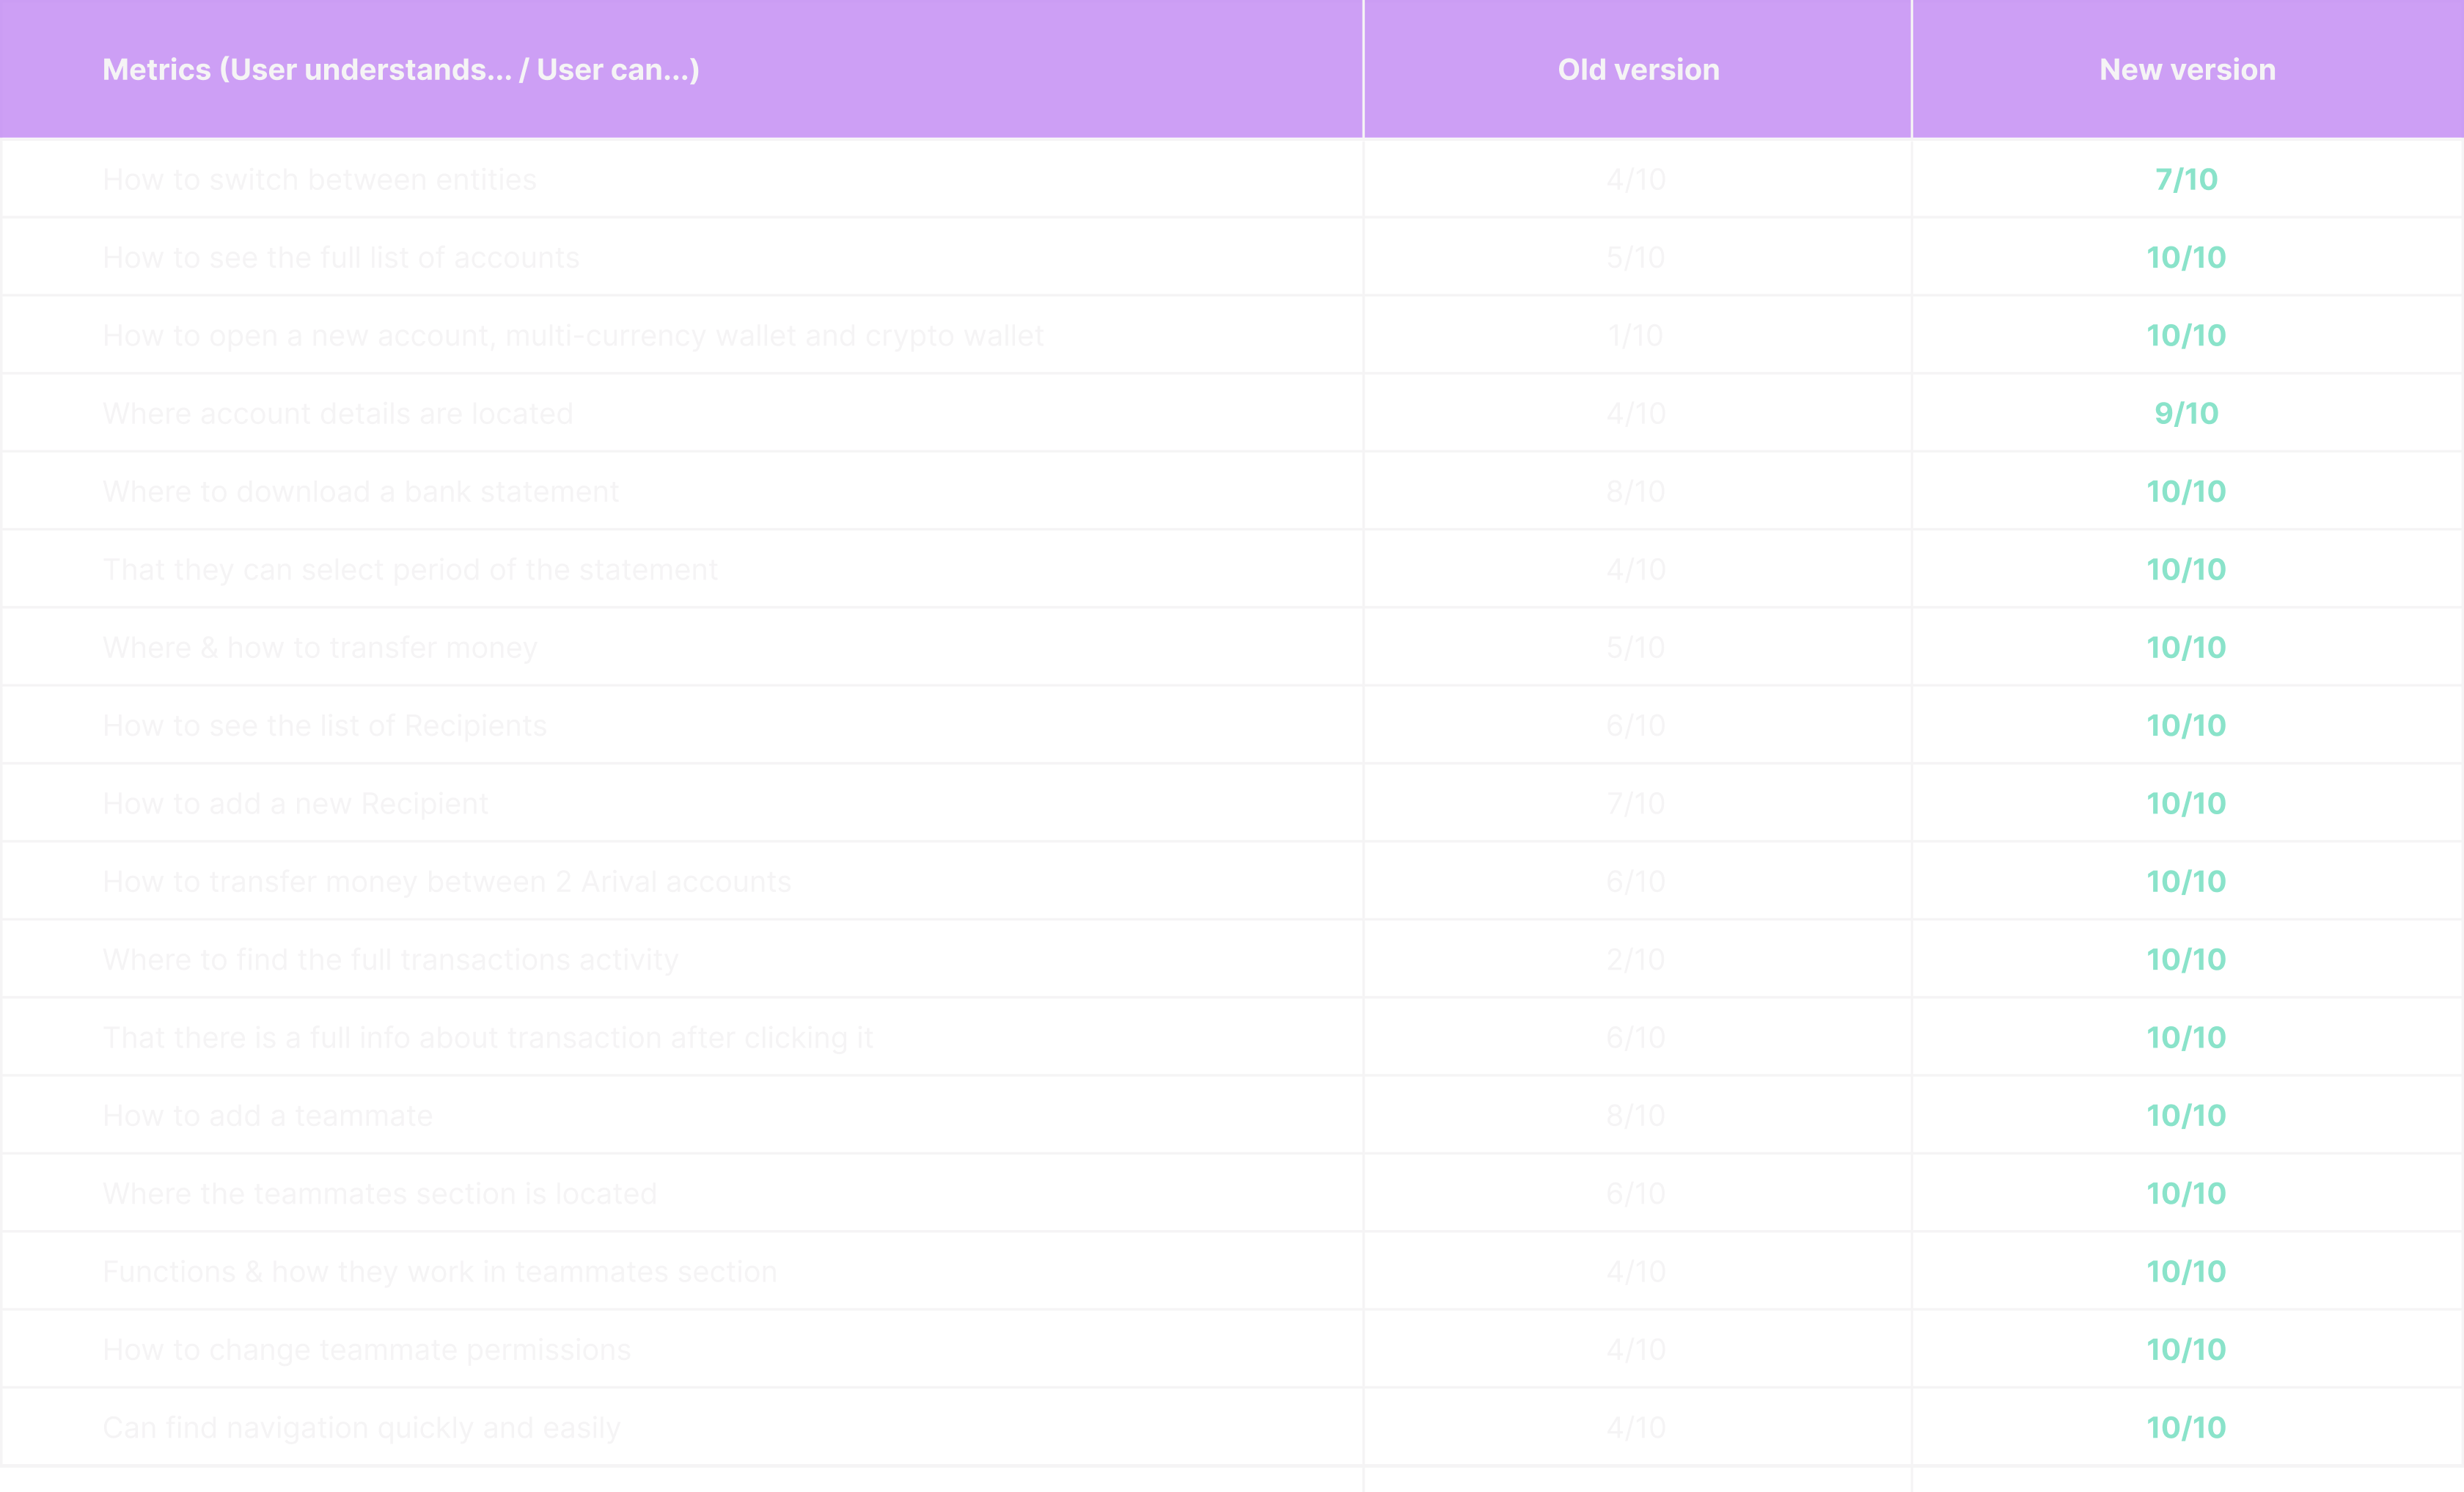 Metrics (User understands... / User can...) Old version New version
How to switch between entities 4/10 7/10
How to see the full list of accounts 5/10 10/10
How to open a new account, multi-currency wallet and crypto wallet 1/10 10/10
Where account details are located 4/10 9/10
Where to download a bank statement 8/10 10/10
That they can select period of the statement 4/10 10/10
Where & how to transfer money 5/10 10/10
How to see the list of Recipients 6/10 10/10
How to add a new Recipient 7/10 10/10
How to transfer money between 2 Arival accounts 6/10 10/10
Where to find the full transactions activity 2/10 10/10
That there is a full info about transaction after clicking it 6/10 10/10
How to add a teammate 8/10 10/10
Where the teammates section is located 6/10 10/10
Functions & how they work in teammates section 4/10 10/10
How to change teammate permissions 4/10 10/10
Can find navigation quickly and easily 4/10 10/10